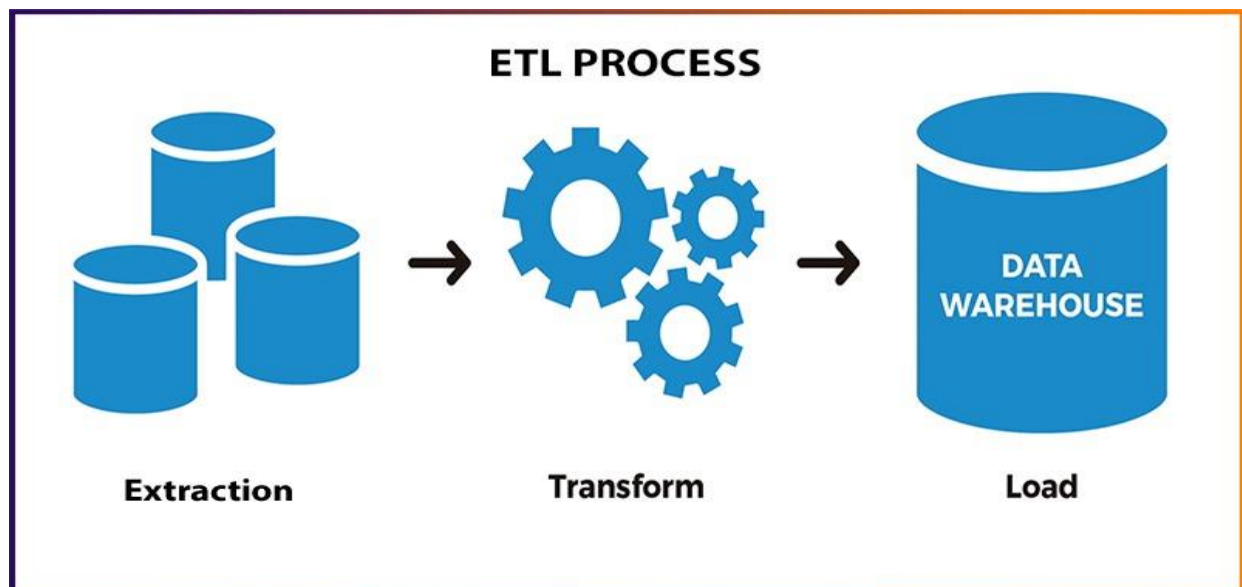 ETL PROCESS
DATA
WAREHOUSE
Extraction
Transform
Load